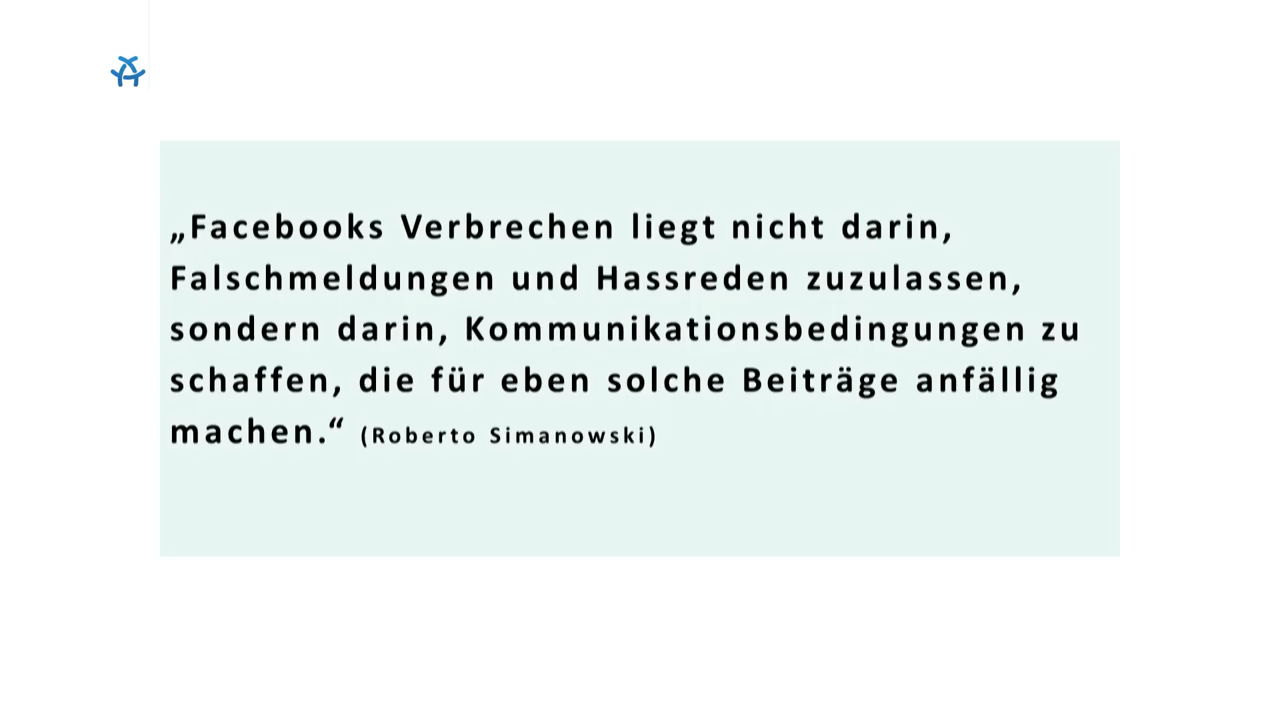 „Facebooks Verbrechen liegt nicht darin,
Falschmeldungen und Hassreden zuzulassen,
sondern darin, Kommunikationsbedingungen zu
schaffen, die für eben solche Beiträge anfällig
machen.“ (Roberto Simanowski)